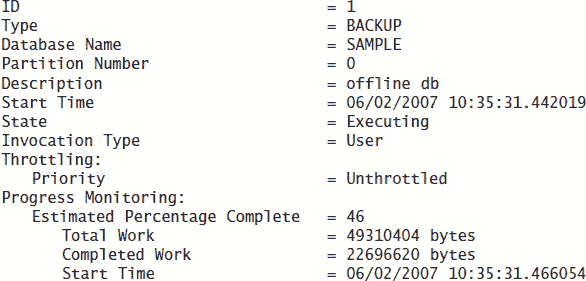 ID = 1
Type = BACKUP
Database Name = SAMPLE
Partition Number = 0
Description = offline db
Start Time = 06/02/2007 10:35:31.442019
State = Executing
Invocation Type = User
Throttling:
Priority = Unthrottled
Progress Monitoring:
Estimated Percentage Complete = 46
Total Work = 49310404 bytes
Completed Work = 22696620 bytes
Start Time = 06/02/2007 10:35:31.466054